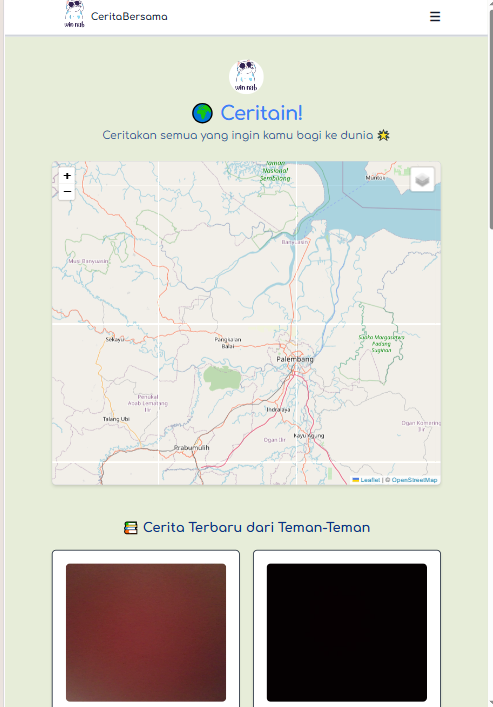 win nub
CeritaBersama
☰
win nub
🌍 Ceritain!
Ceritakan semua yang ingin kamu bagi ke dunia 🌟
+
−
Taman
Nasional
Sembilang
Muntok
Banyuasin
Musi Banyuasin
Sekayu
Pangkalan
Balai
Palembang
Suaka Margasatwa
Padang
Sugihan
Penukal
Abab Lematang
Ilir
Talang Ubi
Indralaya
Ogan Komering
Ilir
Prabumulih
Ogan Ilir
Kayu Agung
Leaflet | © OpenStreetMap
📚 Cerita Terbaru dari Teman-Teman